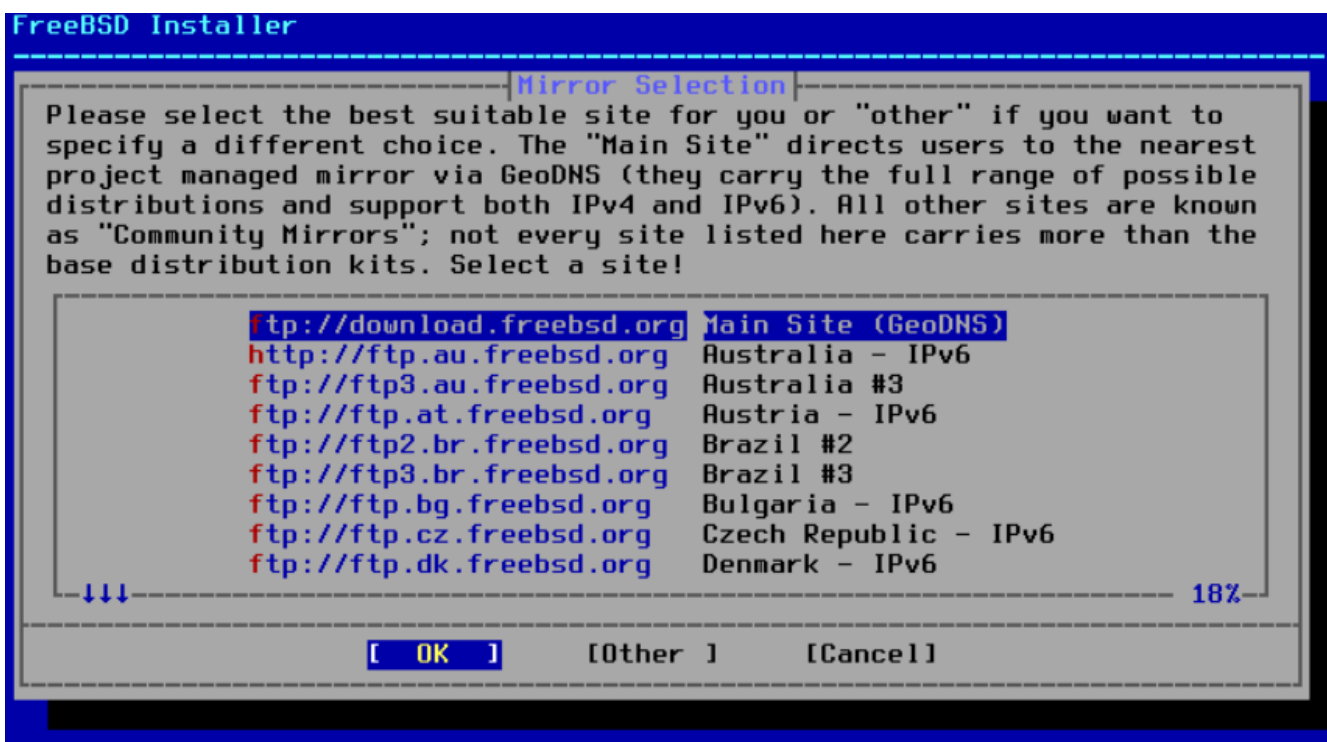 FreeBSD Installer
Mirror Selection
Please select the best suitable site for you or "other" if you want to
specify a different choice. The "Main Site" directs users to the nearest
project managed mirror via GeoDNS (they carry the full range of possible
distributions and support both IPv4 and IPv6). All other sites are known
as "Community Mirrors"; not every site listed here carries more than the
base distribution kits. Select a site!
ftp://download.freebsd.org Main Site (GeoDNS)
http://ftp.au.freebsd.org Australia - IPv6
ftp://ftp3.au.freebsd.org Australia #3
ftp://ftp.at.freebsd.org Austria - IPv6
ftp://ftp2.br.freebsd.org Brazil #2
ftp://ftp3.br.freebsd.org Brazil #3
ftp://ftp.bg.freebsd.org Bulgaria - IPv6
ftp://ftp.cz.freebsd.org Czech Republic - IPv6
ftp://ftp.dk.freebsd.org Denmark - IPv6
↓↓↓ 18%
[ OK ] [Other ] [Cancel]